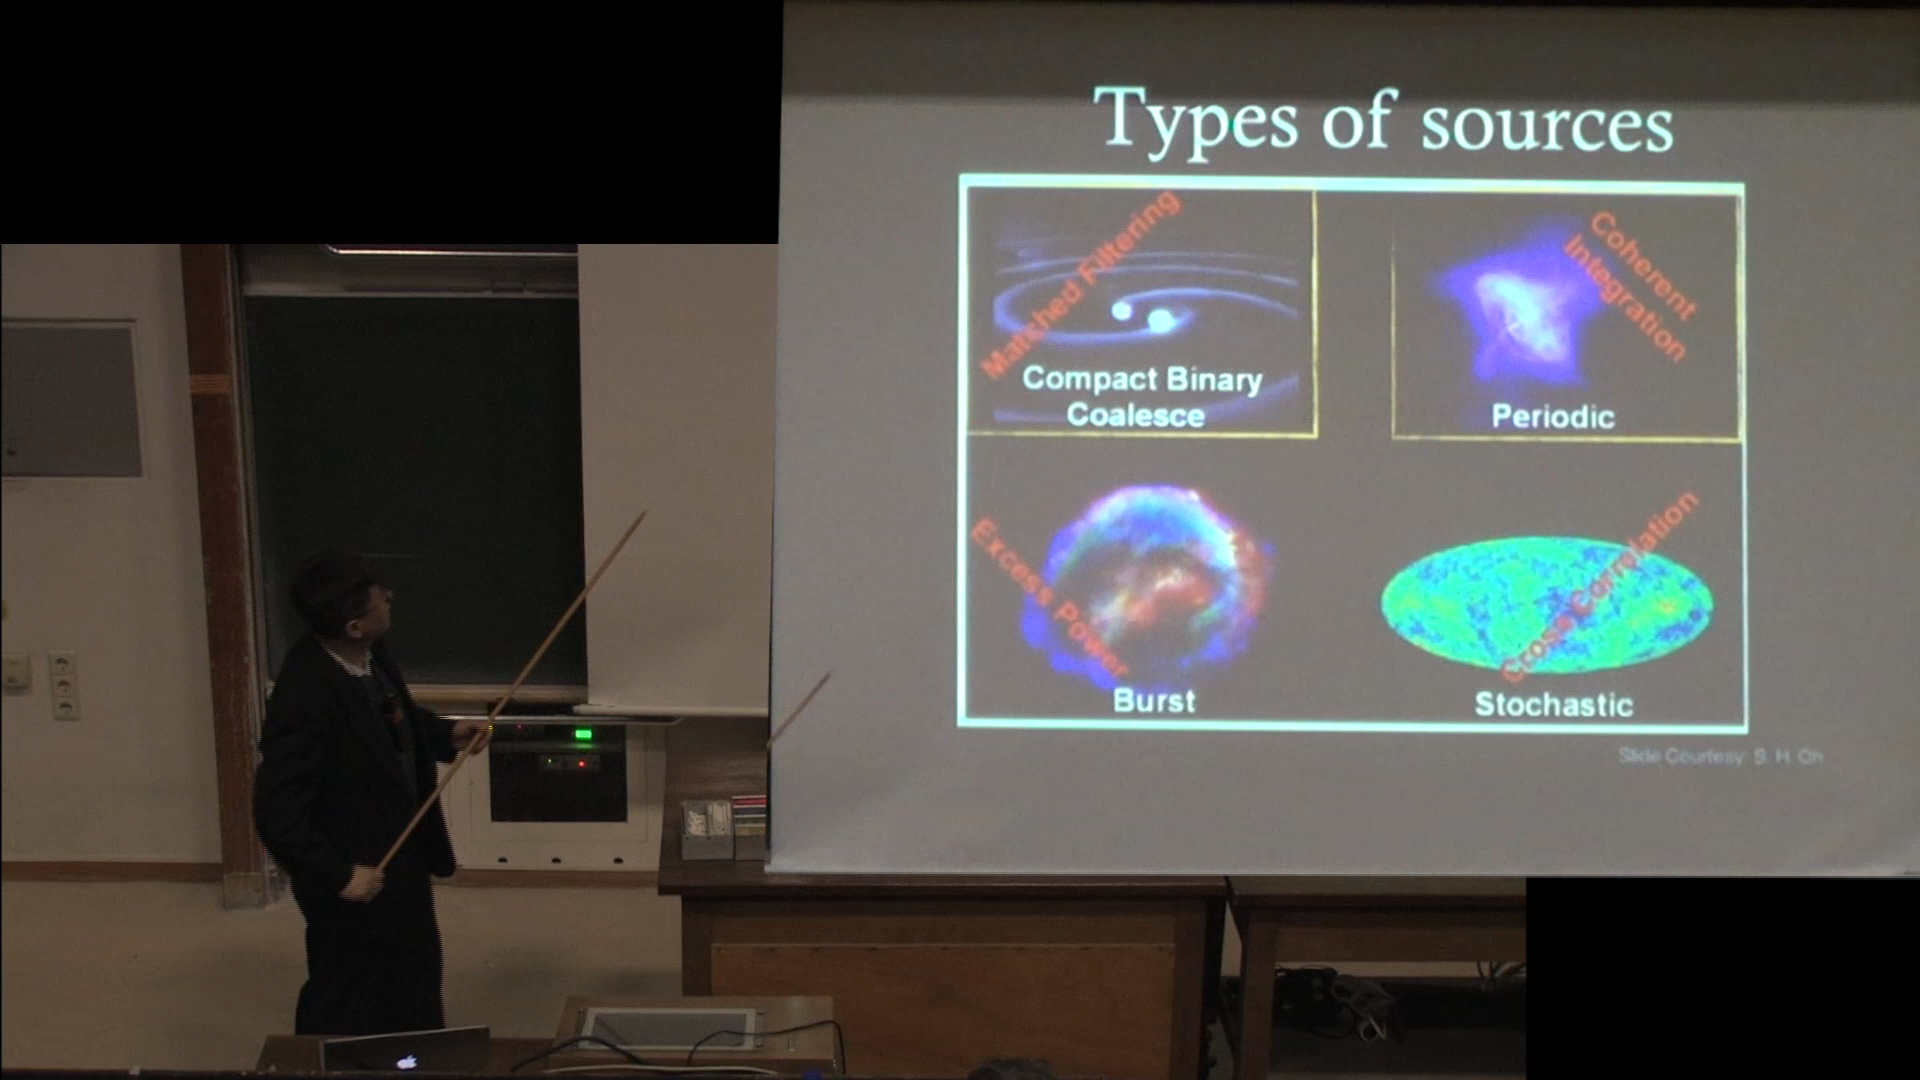 Types of sources
Matched Filtering
Compact Binary
Coalesce
Coherent
Integration
Periodic
Excess Power
Burst
Cross Correlation
Stochastic
Slide Courtesy: S. H. Oh